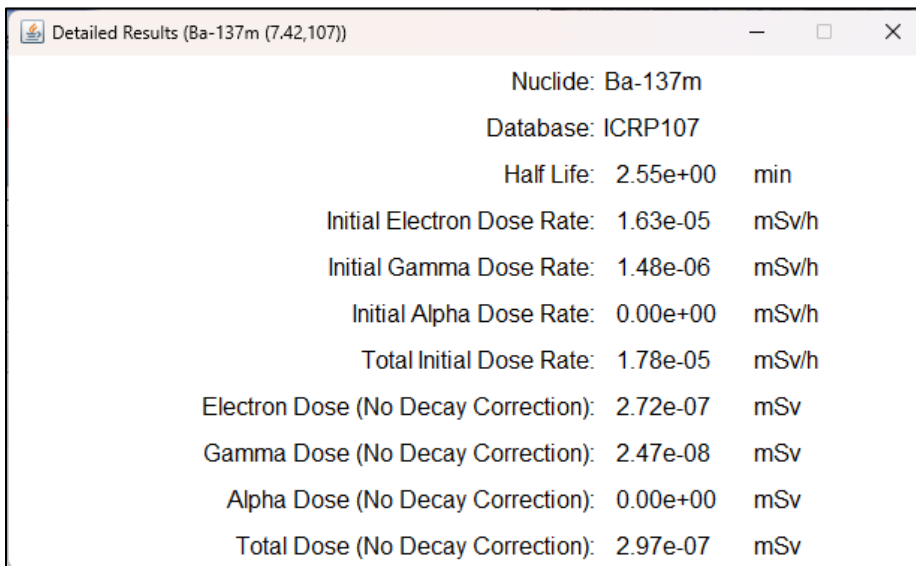 Detailed Results (Ba-137m (7.42,107))
Nuclide: Ba-137m
Database: ICRP107
Half Life: 2.55e+00 min
Initial Electron Dose Rate: 1.63e-05 mSv/h
Initial Gamma Dose Rate: 1.48e-06 mSv/h
Initial Alpha Dose Rate: 0.00e+00 mSv/h
Total Initial Dose Rate: 1.78e-05 mSv/h
Electron Dose (No Decay Correction): 2.72e-07 mSv
Gamma Dose (No Decay Correction): 2.47e-08 mSv
Alpha Dose (No Decay Correction): 0.00e+00 mSv
Total Dose (No Decay Correction): 2.97e-07 mSv